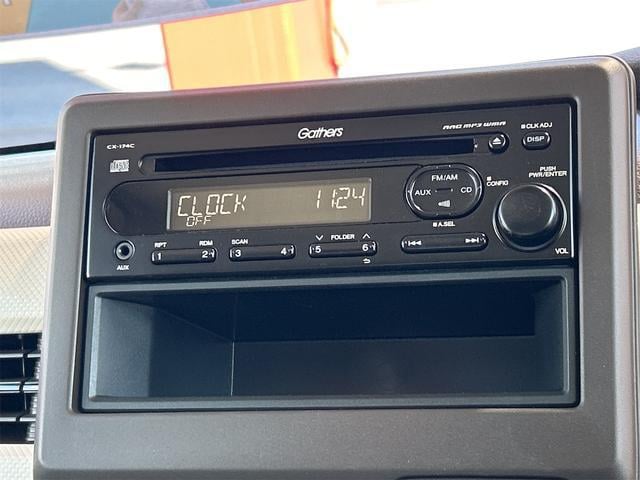 Gathers
AAC MP3 WMA
CLK ADJ
DISP
CX-174C
PUSH
PWR/ENTER
FM/AM
AUX
CD
CONFIG
CLOCK 11:24
OFF
A.SEL
VOL
AUX
RPT
RDM
SCAN
FOLDER
1
2
3
4
5
6